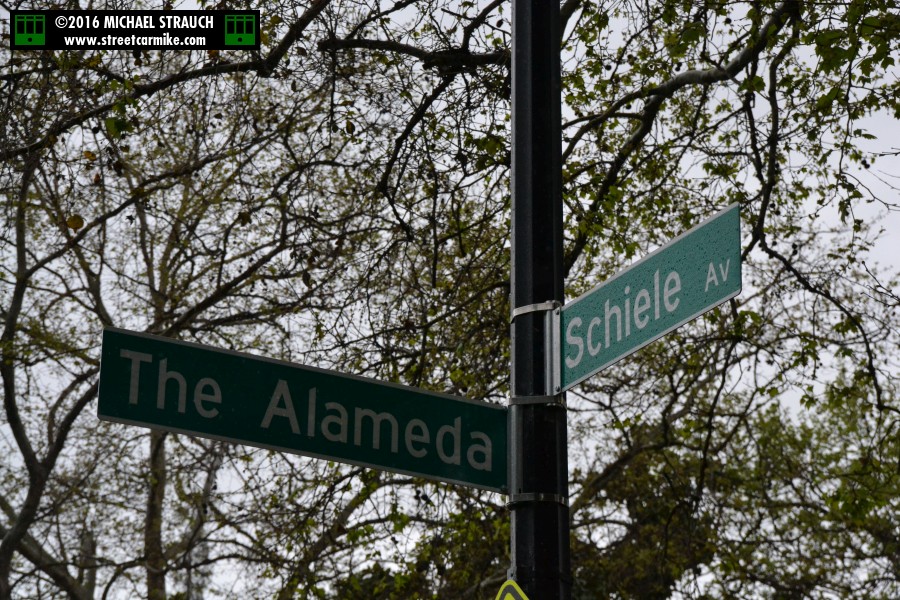 ©2016 MICHAEL STRAUCH
www.streetcarmike.com
The Alameda
Schiele Av